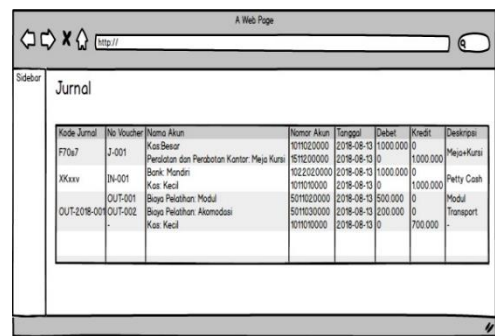 A Web Page
http://
Sidebar
Jurnal
Kode Jurnal No Voucher Nama Akun Nomor Akun Tanggal Debet Kredit Deskripsi
F70s7 J-001 Kas:Besar 1011020000 2018-08-13 1.000.000 0 Meja+Kursi
Peralatan dan Perabotan Kantor: Meja Kursi 1511200000 2018-08-13 0 1.000.000
XKxxv IN-001 Bank: Mandiri 1022020000 2018-08-13 1.000.000 0 Petty Cash
Kas: Kecil 1011010000 2018-08-13 0 1.000.000
OUT-2018-001 OUT-001 Biaya Pelatihan: Modul 5011020000 2018-08-13 500.000 0 Modul
OUT-002 Biaya Pelatihan: Akomodasi 5011030000 2018-08-13 200.000 0 Transport
- Kas: Kecil 1011010000 2018-08-13 0 700.000 -